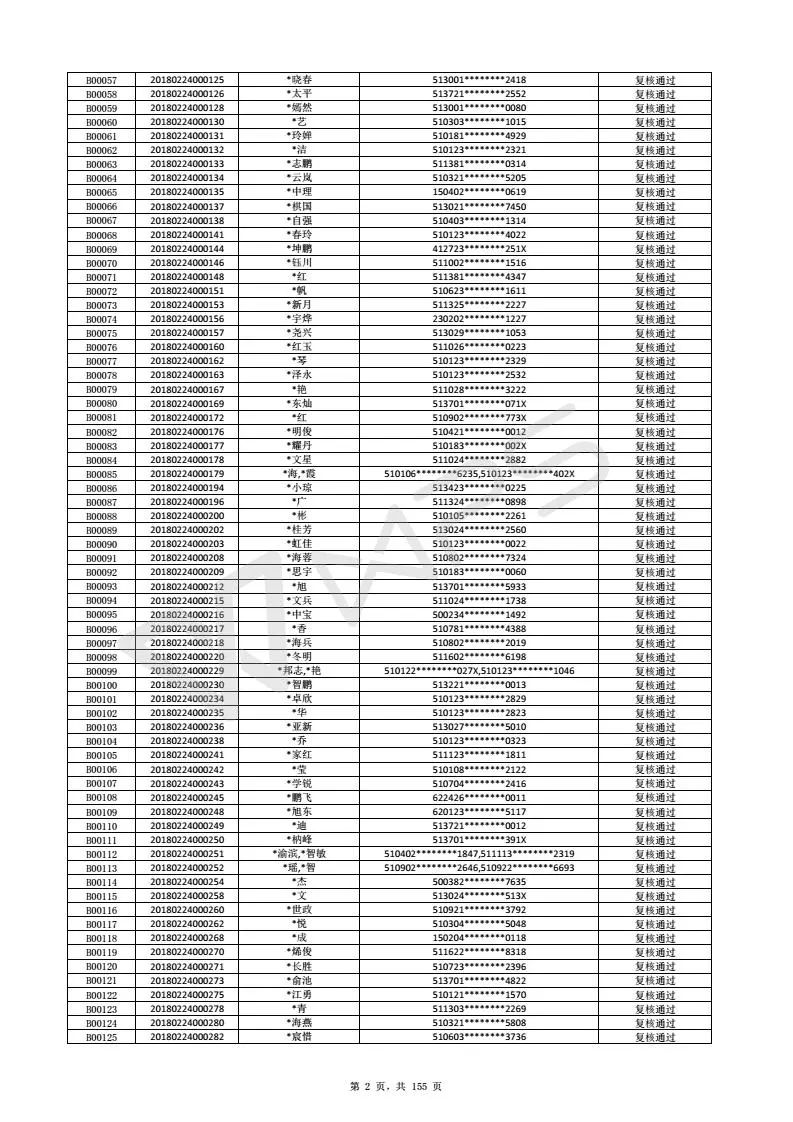 B00057 20180224000125 *晓春 513001********2418 复核通过
B00058 20180224000126 *太平 513721********2552 复核通过
B00059 20180224000128 *嫣然 513001********0080 复核通过
B00060 20180224000130 *艺 510303********1015 复核通过
B00061 20180224000131 *玲婵 510181********4929 复核通过
B00062 20180224000132 *洁 510123********2321 复核通过
B00063 20180224000133 *志鹏 511381********0314 复核通过
B00064 20180224000134 *云岚 510321********5205 复核通过
B00065 20180224000135 *中理 150402********0619 复核通过
B00066 20180224000137 *棋国 513021********7450 复核通过
B00067 20180224000138 *自强 510403********1314 复核通过
B00068 20180224000141 *春玲 510123********4022 复核通过
B00069 20180224000144 *坤鹏 412723********251X 复核通过
B00070 20180224000146 *钰川 511002********1516 复核通过
B00071 20180224000148 *红 511381********4347 复核通过
B00072 20180224000151 *帆 510623********1611 复核通过
B00073 20180224000153 *新月 511325********2227 复核通过
B00074 20180224000156 *宇烨 230202********1227 复核通过
B00075 20180224000157 *尧兴 513029********1053 复核通过
B00076 20180224000160 *红玉 511026********0223 复核通过
B00077 20180224000162 *琴 510123********2329 复核通过
B00078 20180224000163 *泽永 510123********2532 复核通过
B00079 20180224000167 *艳 511028********3222 复核通过
B00080 20180224000169 *东灿 513701********071X 复核通过
B00081 20180224000172 *红 510902********773X 复核通过
B00082 20180224000176 *明俊 510421********0012 复核通过
B00083 20180224000177 *耀丹 510183********002X 复核通过
B00084 20180224000178 *文星 511024********2882 复核通过
B00085 20180224000179 *海,*霞 510106********6235,510123********402X 复核通过
B00086 20180224000194 *小琼 513423********0225 复核通过
B00087 20180224000196 *广 511324********0898 复核通过
B00088 20180224000200 *彬 510105********2261 复核通过
B00089 20180224000202 *桂芳 513024********2560 复核通过
B00090 20180224000203 *虹佳 510123********0022 复核通过
B00091 20180224000208 *海蓉 510802********7324 复核通过
B00092 20180224000209 *思宇 510183********0060 复核通过
B00093 20180224000212 *旭 513701********5933 复核通过
B00094 20180224000215 *文兵 511024********1738 复核通过
B00095 20180224000216 *中宝 500234********1492 复核通过
B00096 20180224000217 *香 510781********4388 复核通过
B00097 20180224000218 *海兵 510802********2019 复核通过
B00098 20180224000220 *冬明 511602********6198 复核通过
B00099 20180224000229 *邦志,*艳 510122********027X,510123********1046 复核通过
B00100 20180224000230 *智鹏 513221********0013 复核通过
B00101 20180224000234 *卓欣 510123********2829 复核通过
B00102 20180224000235 *华 510123********2823 复核通过
B00103 20180224000236 *亚新 513027********5010 复核通过
B00104 20180224000238 *乔 510123********0323 复核通过
B00105 20180224000241 *家红 511123********1811 复核通过
B00106 20180224000242 *莹 510108********2122 复核通过
B00107 20180224000243 *学锐 510704********2416 复核通过
B00108 20180224000245 *鹏飞 622426********0011 复核通过
B00109 20180224000248 *旭东 620123********5117 复核通过
B00110 20180224000249 *迪 513721********0012 复核通过
B00111 20180224000250 *枘峰 513701********391X 复核通过
B00112 20180224000251 *渝滨,*智敏 510402********1847,511113********2319 复核通过
B00113 20180224000252 *瑶,*智 510902********2646,510922********6693 复核通过
B00114 20180224000254 *杰 500382********7635 复核通过
B00115 20180224000258 *文 513024********513X 复核通过
B00116 20180224000260 *世政 510921********3792 复核通过
B00117 20180224000262 *悦 510304********5048 复核通过
B00118 20180224000268 *成 150204********0118 复核通过
B00119 20180224000270 *烯俊 511622********8318 复核通过
B00120 20180224000271 *长胜 510723********2396 复核通过
B00121 20180224000273 *俞池 513701********4822 复核通过
B00122 20180224000275 *江勇 510121********1570 复核通过
B00123 20180224000278 *青 511303********2269 复核通过
B00124 20180224000280 *海燕 510321********5808 复核通过
B00125 20180224000282 *宸惜 510603********3736 复核通过
第 2 页, 共 155 页